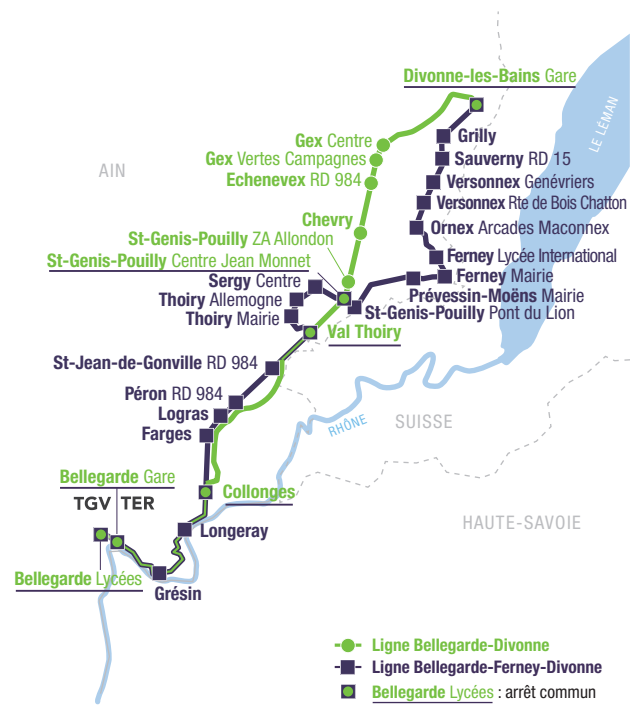 Divonne-les-Bains Gare
LE LÉMAN
Grilly
Gex Centre
Sauverny RD 15
Gex Vertes Campagnes
AIN
Echenevex RD 984
Versonnex Genévriers
Versonnex Rte de Bois Chatton
Chevry
Ornex Arcades Maconnex
St-Genis-Pouilly ZA Allondon
St-Genis-Pouilly Centre Jean Monnet
Ferney Lycée International
Sergy Centre
Ferney Mairie
Thoiry Allemogne
Prévessin-Moëns Mairie
Thoiry Mairie
St-Genis-Pouilly Pont du Lion
Val Thoiry
St-Jean-de-Gonville RD 984
Péron RD 984
Logras
RHÔNE
SUISSE
Farges
Bellegarde Gare
Collonges
TGV TER
HAUTE-SAVOIE
Longeray
Bellegarde Lycées
Grésin
Ligne Bellegarde-Divonne
Ligne Bellegarde-Ferney-Divonne
Bellegarde Lycées : arrêt commun